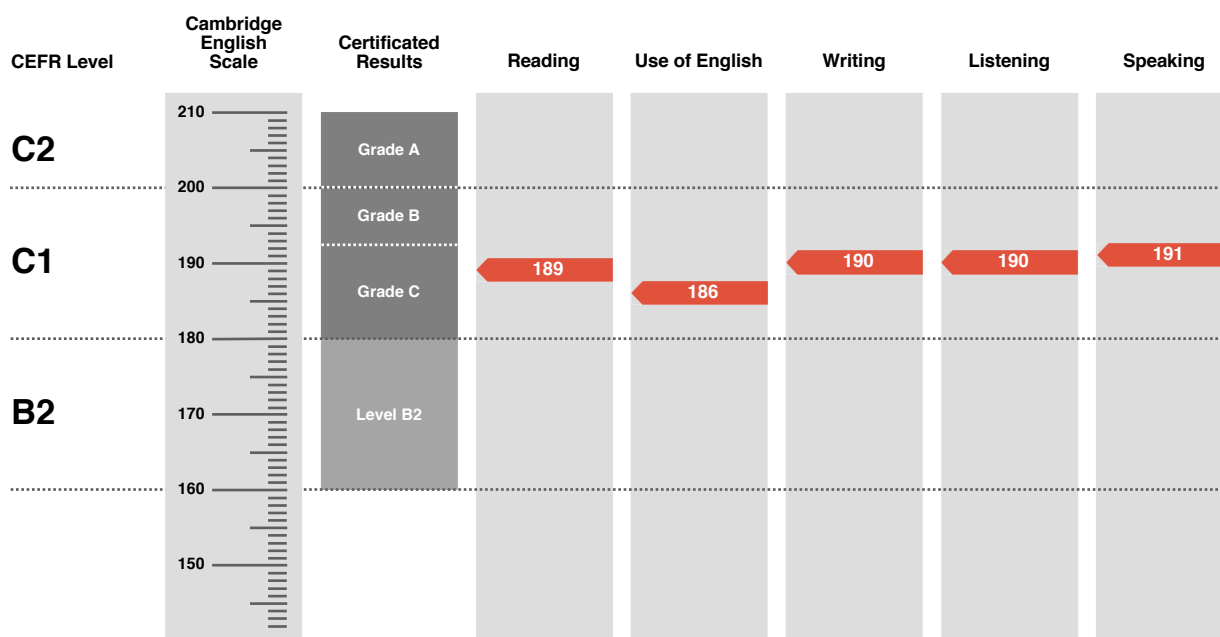 CEFR Level
Cambridge
English
Scale
Certificated
Results
Reading
Use of English
Writing
Listening
Speaking
210
C2
Grade A
200
Grade B
C1
190
189
190
190
191
Grade C
186
180
B2
170
Level B2
160
150